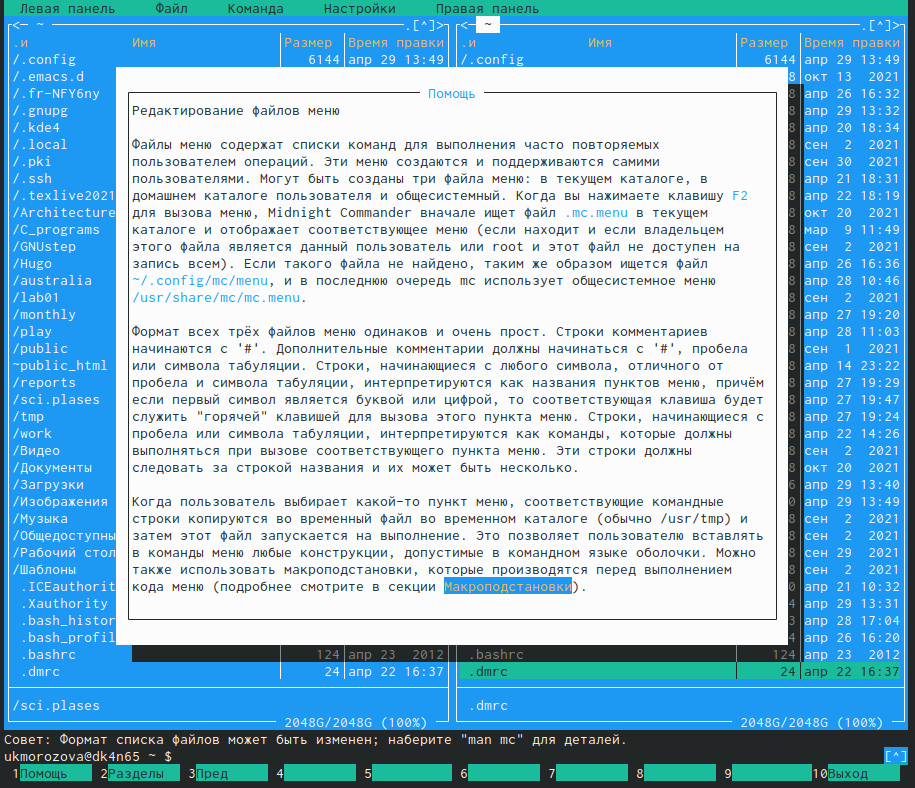 Левая панель Файл Команда Настройки Правая панель
<─ ~ .[^]> <─ ~ .[^]>
.и Имя Размер Время правки .и Имя Размер Время правки
/.config 6144 апр 29 13:49 /.config 6144 апр 29 13:49
/.emacs.d 8 окт 13 2021
/.fr-NFY6ny Помощь 8 апр 26 16:32
/.gnupg Редактирование файлов меню 8 апр 29 13:32
/.kde4 8 апр 20 18:34
/.local Файлы меню содержат списки команд для выполнения часто повторяемых 8 сен 2 2021
/.pki пользователем операций. Эти меню создаются и поддерживаются самими 8 сен 30 2021
/.ssh пользователями. Могут быть созданы три файла меню: в текущем каталоге, в 8 апр 21 18:31
/.texlive2021 домашнем каталоге пользователя и общесистемный. Когда вы нажимаете клавишу F2 8 апр 22 18:19
/Architecture для вызова меню, Midnight Commander вначале ищет файл .mc.menu в текущем 8 окт 20 2021
/C_programs каталоге и отображает соответствующее меню (если находит и если владельцем 8 мар 9 11:49
/GNUstep этого файла является данный пользователь или root и этот файл не доступен на 8 сен 2 2021
/Hugo запись всем). Если такого файла не найдено, таким же образом ищется файл 8 апр 26 16:36
/australia ~/.config/mc/menu, и в последнюю очередь mc использует общесистемное меню 8 апр 28 10:46
/lab01 /usr/share/mc/mc.menu. 8 сен 2 2021
/monthly 8 апр 27 19:20
/play Формат всех трёх файлов меню одинаков и очень прост. Строки комментариев 8 апр 28 11:03
/public начинаются с '#'. Дополнительные комментарии должны начинаться с '#', пробела 8 сен 1 2021
~public_html или символа табуляции. Строки, начинающиеся с любого символа, отличного от 8 апр 14 23:22
/reports пробела и символа табуляции, интерпретируются как названия пунктов меню, причём 8 апр 27 19:29
/sci.plases если первый символ является буквой или цифрой, то соответствующая клавиша будет 8 апр 27 19:47
/tmp служить "горячей" клавишей для вызова этого пункта меню. Строки, начинающиеся с 8 апр 27 19:24
/work пробела или символа табуляции, интерпретируются как команды, которые должны 8 апр 22 14:26
/Видео выполняться при вызове соответствующего пункта меню. Эти строки должны 8 сен 2 2021
/Документы следовать за строкой названия и их может быть несколько. 8 окт 20 2021
/Загрузки 6 апр 29 13:40
/Изображения Когда пользователь выбирает какой-то пункт меню, соответствующие командные 0 апр 29 13:49
/Музыка строки копируются во временный файл во временном каталоге (обычно /usr/tmp) и 8 сен 2 2021
/Общедоступны затем этот файл запускается на выполнение. Это позволяет пользователю вставлять 8 сен 2 2021
/Рабочий стол в команды меню любые конструкции, допустимые в командном языке оболочки. Можно 8 сен 29 2021
/Шаблоны также использовать макроподстановки, которые производятся перед выполнением 8 сен 2 2021
.ICEauthorit кода меню (подробнее смотрите в секции Макроподстановки). 0 апр 21 10:32
.Xauthority 4 апр 29 13:31
.bash_histor 3 апр 28 17:04
.bash_profil 4 апр 26 16:20
.bashrc 124 апр 23 2012 .bashrc 124 апр 23 2012
.dmrc 24 апр 22 16:37 .dmrc 24 апр 22 16:37
/sci.plases .dmrc
2048G/2048G (100%) 2048G/2048G (100%)
Совет: Формат списка файлов может быть изменен; наберите "man mc" для деталей.
ukmorozova@dk4n65 ~ $ [^]
1Помощь 2Разделы 3Пред 4 5 6 7 8 9 10Выход